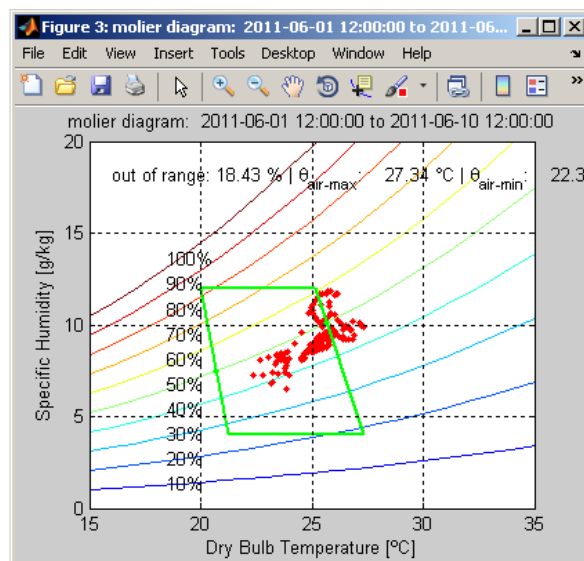 Figure 3: molier diagram: 2011-06-01 12:00:00 to 2011-06...
File Edit View Insert Tools Desktop Window Help
molier diagram: 2011-06-01 12:00:00 to 2011-06-10 12:00:00
out of range: 18.43 % | θair-max: 27.34 ºC | θair-min: 22.3
20
15
10
5
0
Specific Humidity [g/kg]
100%
90%
80%
70%
60%
50%
40%
30%
20%
10%
15 20 25 30 35
Dry Bulb Temperature [ºC]